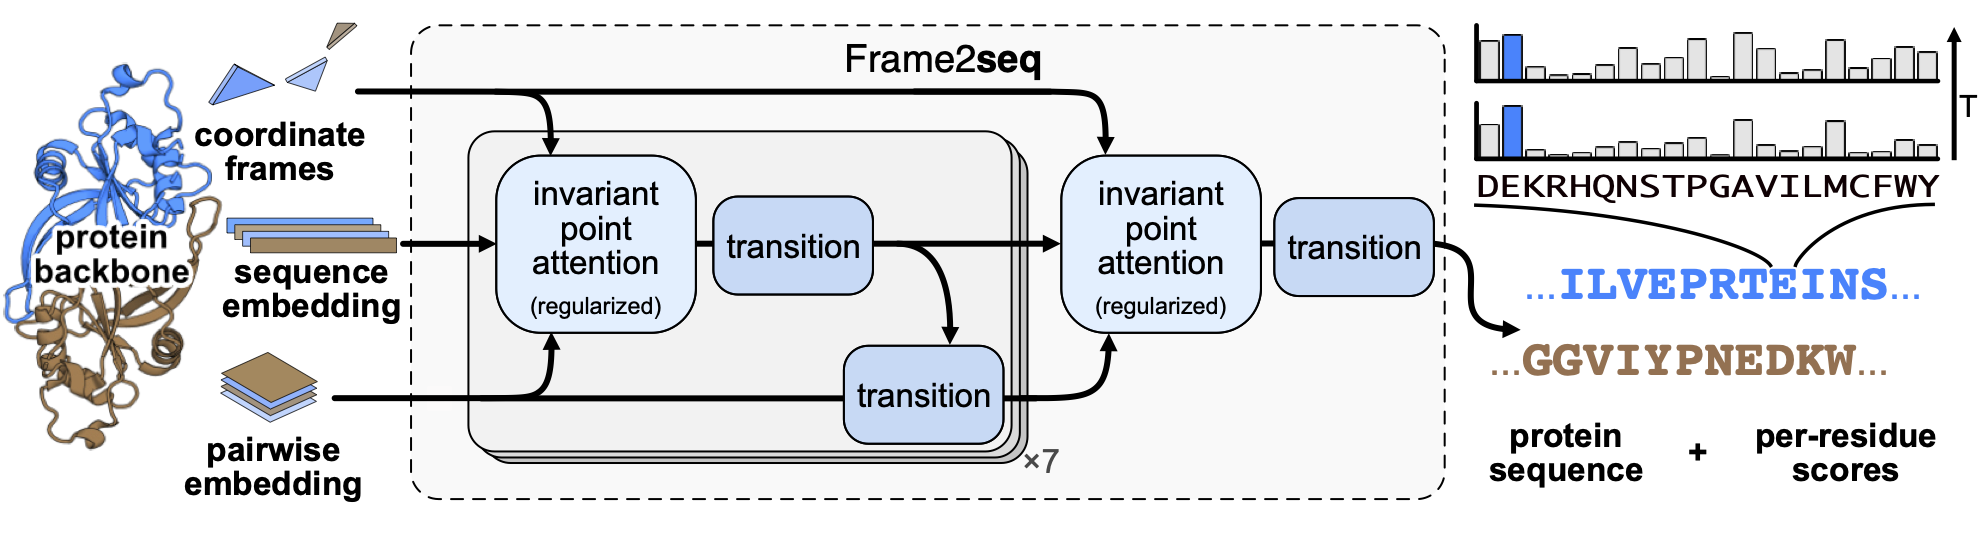 Frame2seq
coordinate
frames
protein
backbone
sequence
embedding
pairwise
embedding
invariant
point
attention
(regularized)
transition
transition
×7
invariant
point
attention
(regularized)
transition
T
DEKRHQNSTPGAVILMCFWY
...ILVEPRTEINS...
...GGVIYPNEDKW...
protein
sequence
+
per-residue
scores